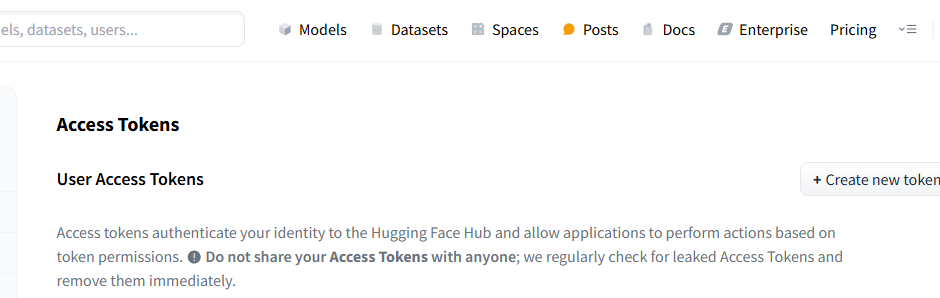 els, datasets, users...
Models
Datasets
Spaces
Posts
Docs
Enterprise
Pricing
Access Tokens
User Access Tokens
+ Create new token
Access tokens authenticate your identity to the Hugging Face Hub and allow applications to perform actions based on
token permissions. Do not share your Access Tokens with anyone; we regularly check for leaked Access Tokens and
remove them immediately.